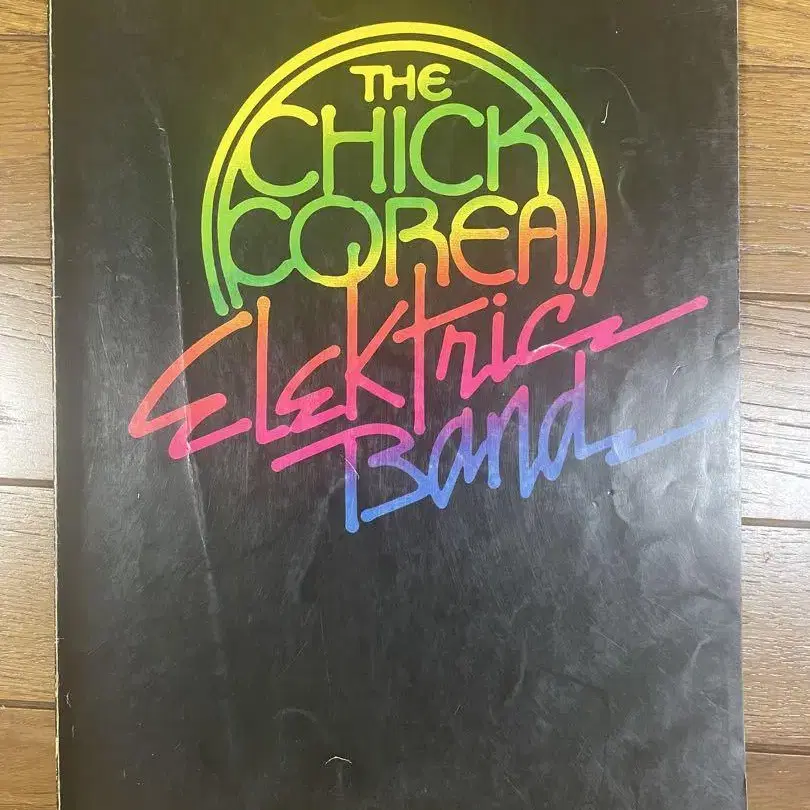 THE
CHICK
COREA
Elektric
Band